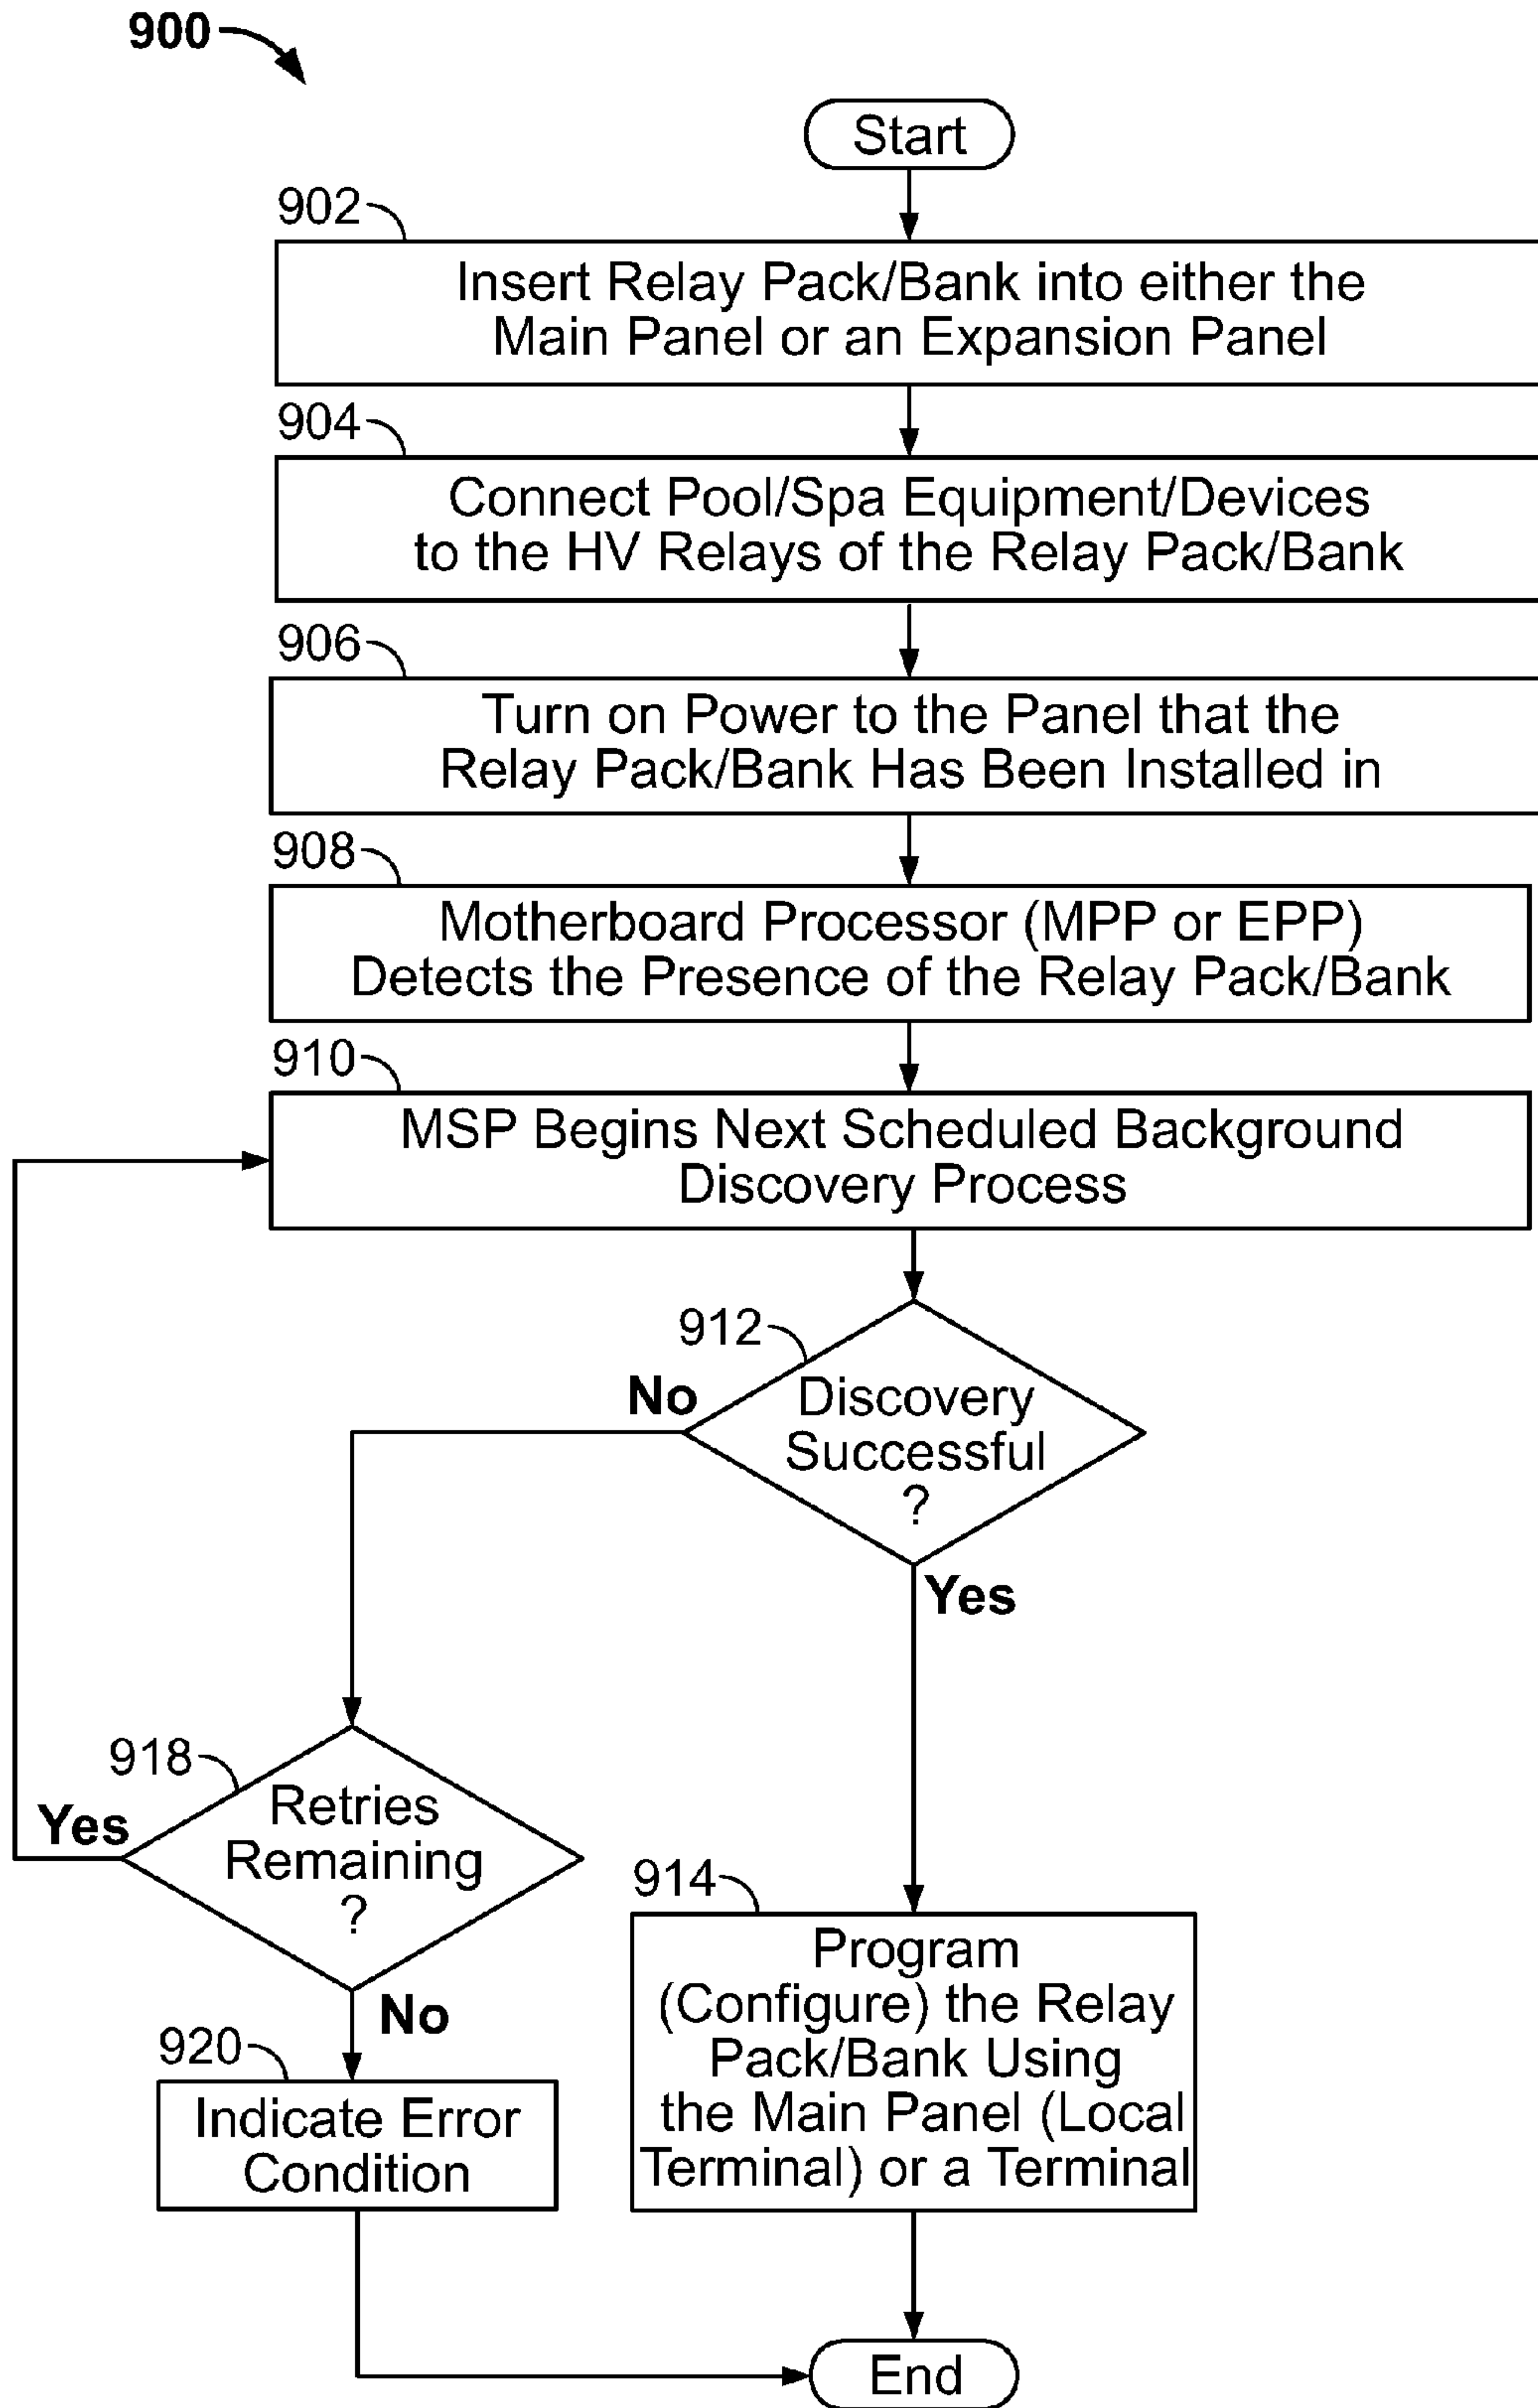 900
Start
902
Insert Relay Pack/Bank into either the
Main Panel or an Expansion Panel
904
Connect Pool/Spa Equipment/Devices
to the HV Relays of the Relay Pack/Bank
906
Turn on Power to the Panel that the
Relay Pack/Bank Has Been Installed in
908
Motherboard Processor (MPP or EPP)
Detects the Presence of the Relay Pack/Bank
910
MSP Begins Next Scheduled Background
Discovery Process
912
No
Discovery
Successful
?
Yes
918
Yes
Retries
Remaining
?
No
920
Indicate Error
Condition
914
Program
(Configure) the Relay
Pack/Bank Using
the Main Panel (Local
Terminal) or a Terminal
End